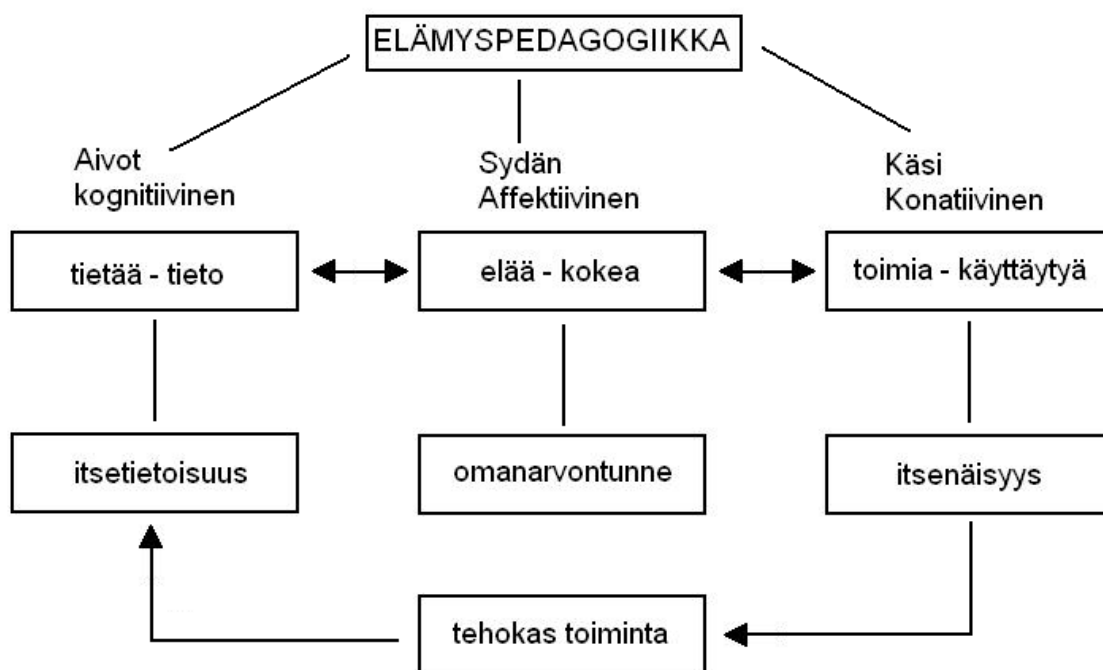 ELÄMYSPEDAGOGIIKKA
Aivot
kognitiivinen
Sydän
Affektiivinen
Käsi
Konatiivinen
tietää - tieto
elää - kokea
toimia - käyttäytyä
itsetietoisuus
omanarvontunne
itsenäisyys
tehokas toiminta